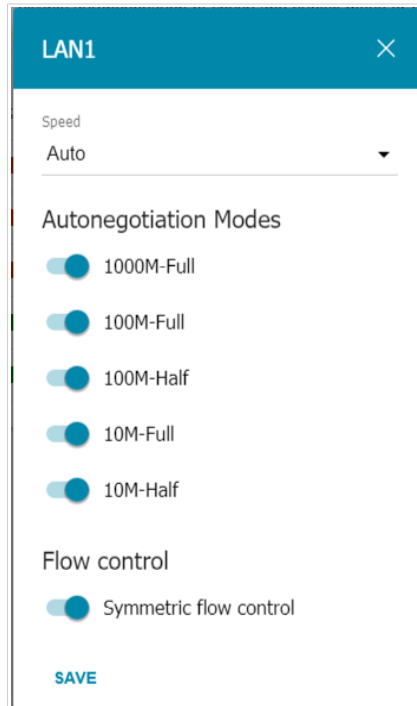 LAN1
Speed
Auto
Autonegotiation Modes
1000M-Full
100M-Full
100M-Half
10M-Full
10M-Half
Flow control
Symmetric flow control
SAVE